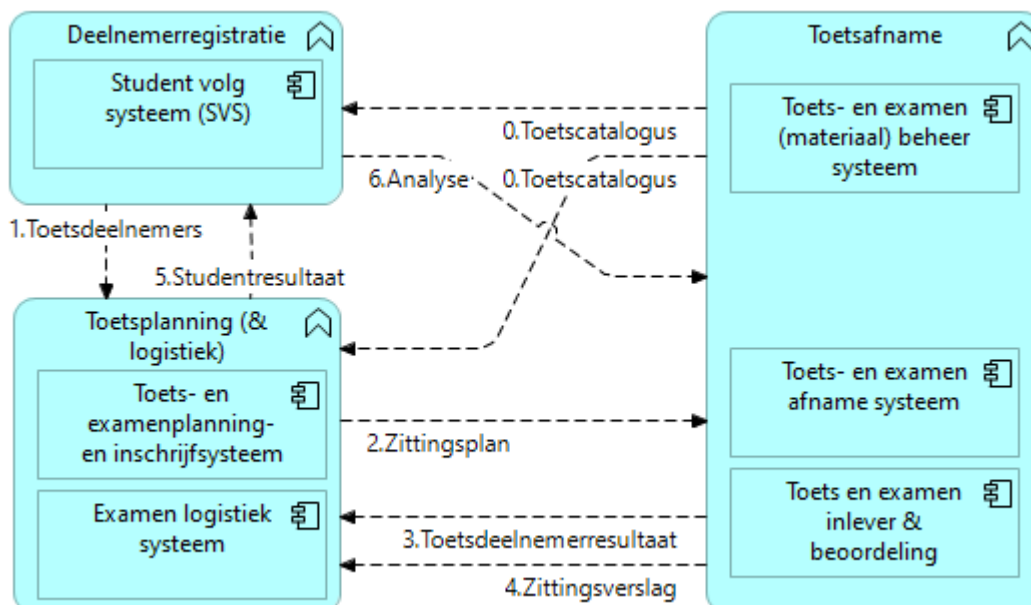 Deelnemerregistratie
Student volg
systeem (SVS)
Toetsafname
Toets- en examen
(materiaal) beheer
systeem
0.Toetscatalogus
0.Toetscatalogus
6.Analyse
1.Toetsdeelnemers
5.Studentresultaat
Toetsplanning (&
logistiek)
Toets- en
examenplanning-
en inschrijfsysteem
Examen logistiek
systeem
2.Zittingsplan
Toets- en examen
afname systeem
Toets en examen
inlever &
beoordeling
3.Toetsdeelnemerresultaat
4.Zittingsverslag